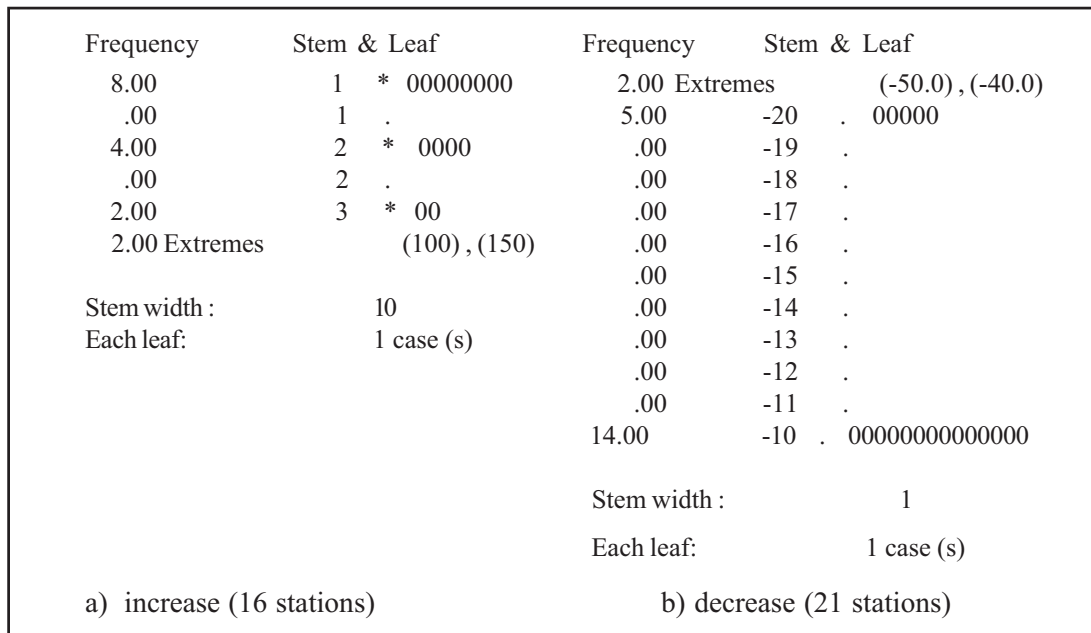 Frequency Stem & Leaf
8.00 1 * 00000000
.00 1 .
4.00 2 * 0000
.00 2 .
2.00 3 * 00
2.00 Extremes (100) , (150)
Stem width : 10
Each leaf: 1 case (s)
a) increase (16 stations)
Frequency Stem & Leaf
2.00 Extremes (-50.0) , (-40.0)
5.00 -20 . 00000
.00 -19 .
.00 -18 .
.00 -17 .
.00 -16 .
.00 -15 .
.00 -14 .
.00 -13 .
.00 -12 .
.00 -11 .
14.00 -10 . 00000000000000
Stem width : 1
Each leaf: 1 case (s)
b) decrease (21 stations)